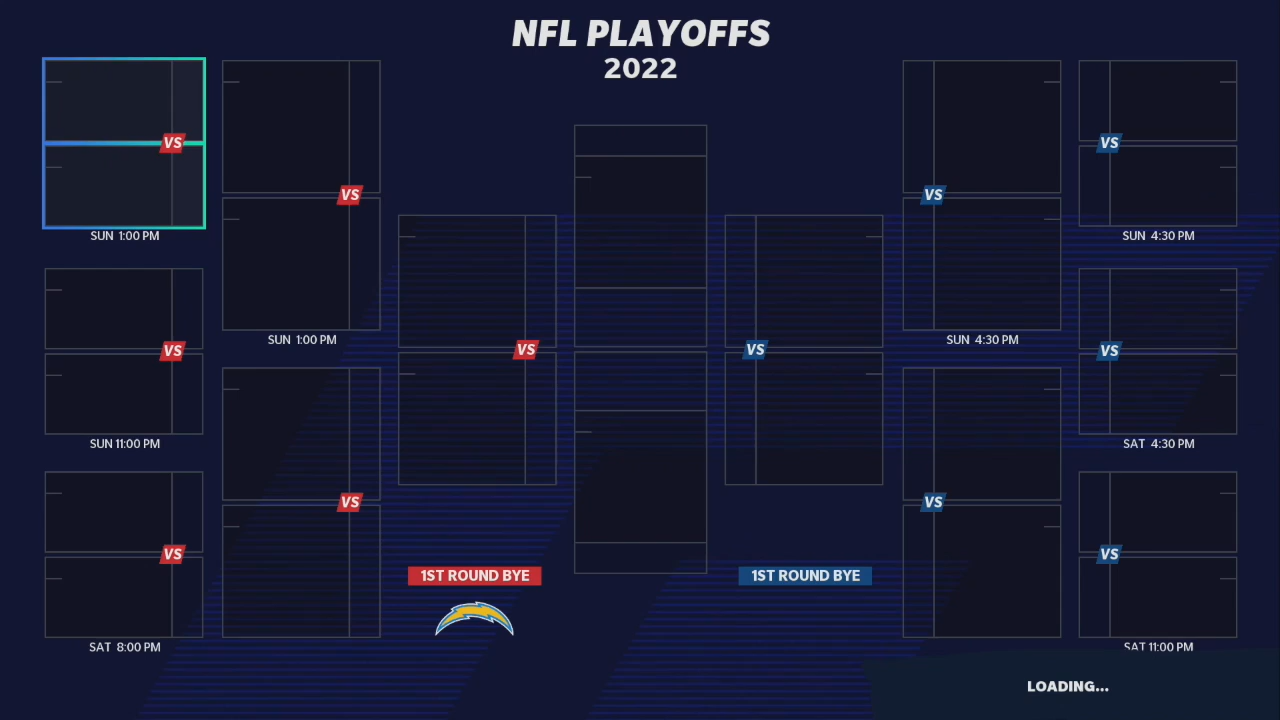 NFL PLAYOFFS
2022
VS
SUN 1:00 PM
VS
SUN 11:00 PM
VS
SAT 8:00 PM
VS
SUN 1:00 PM
VS
VS
1ST ROUND BYE
VS
1ST ROUND BYE
VS
SUN 4:30 PM
VS
VS
SUN 4:30 PM
VS
SAT 4:30 PM
VS
SAT 11:00 PM
LOADING...